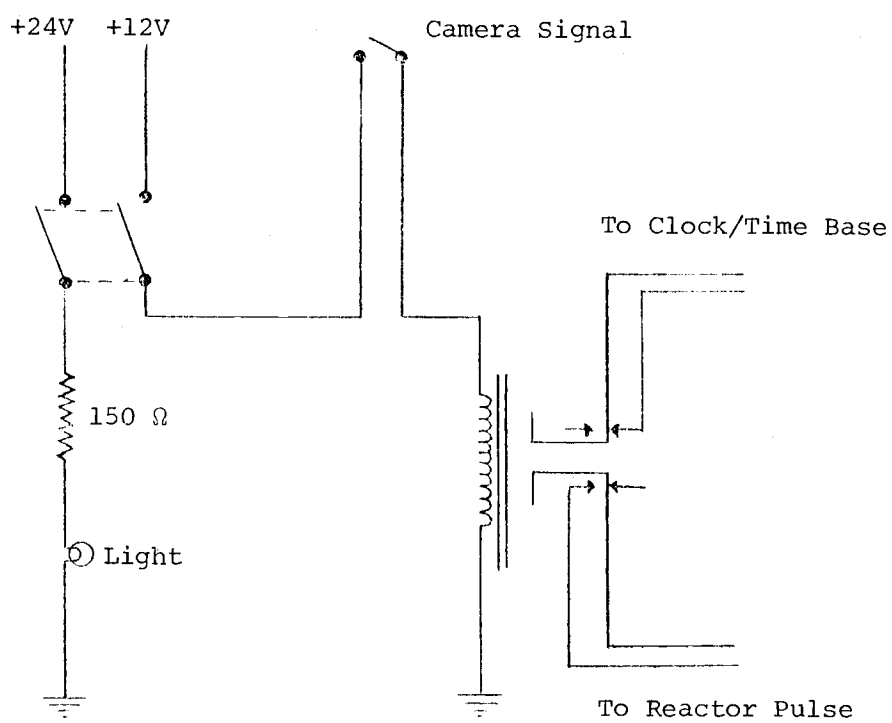 +24V +12V
Camera Signal
To Clock/Time Base
150 Ω
Light
To Reactor Pulse